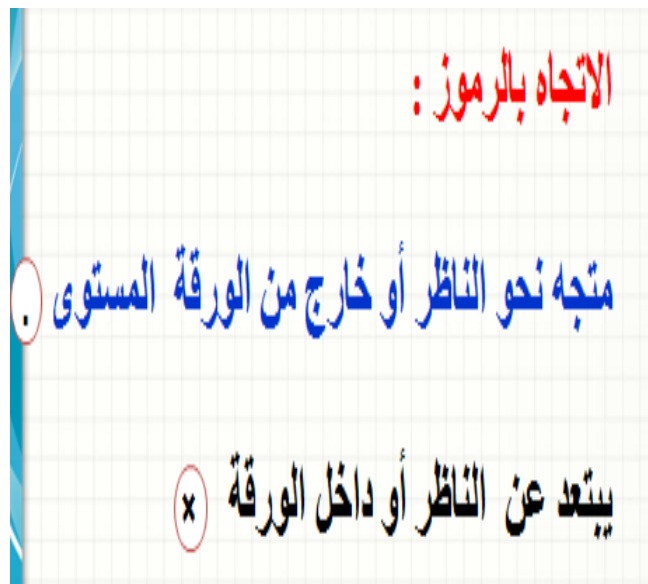 الاتجاه بالرموز :
متجه نحو الناظر أو خارج من الورقة المستوى .
يبتعد عن الناظر أو داخل الورقة ×